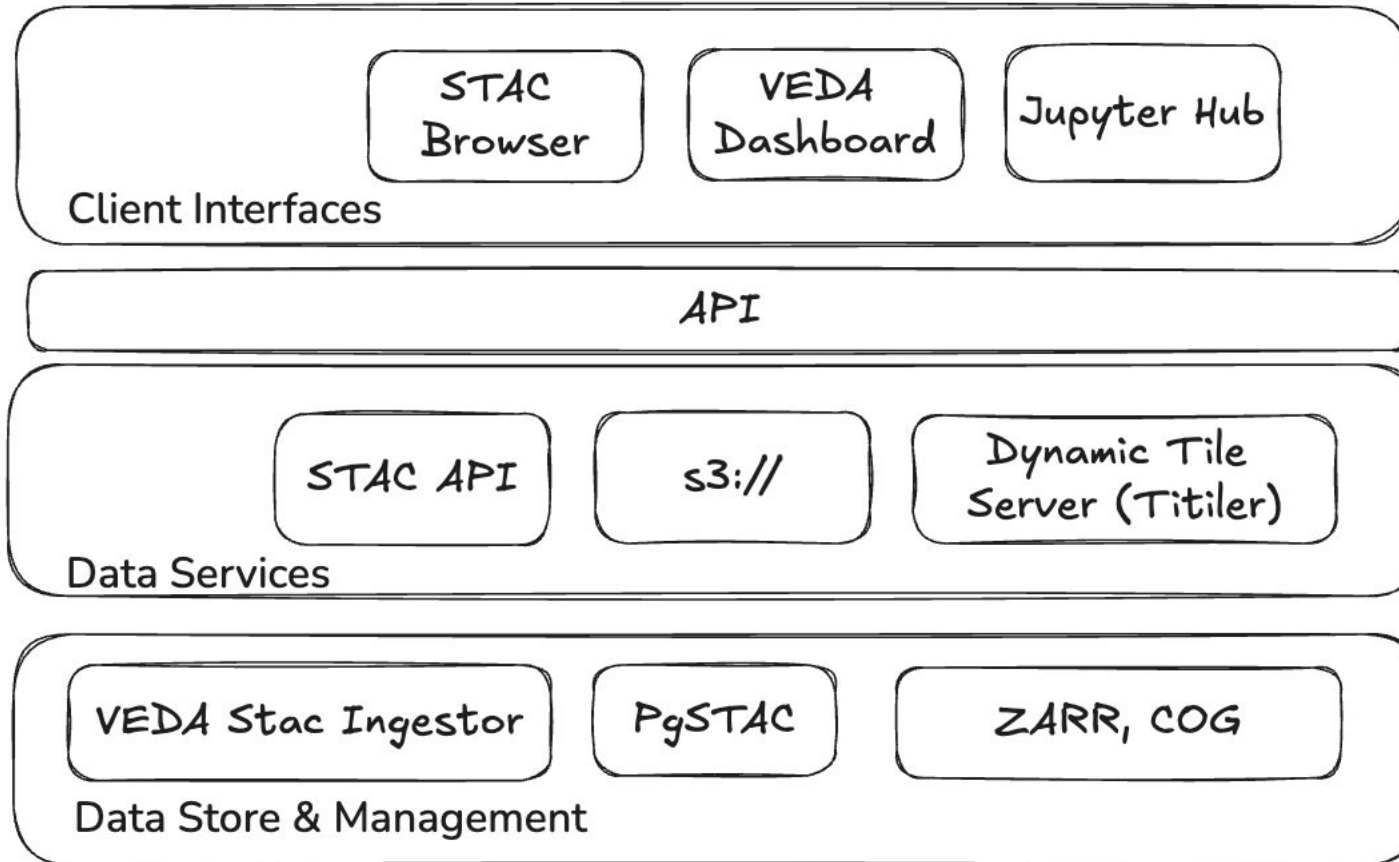 STAC
Browser
VEDA
Dashboard
Jupyter Hub
Client Interfaces
API
STAC API
s3://
Dynamic Tile
Server (Titiler)
Data Services
VEDA Stac Ingestor
PgSTAC
ZARR, COG
Data Store & Management